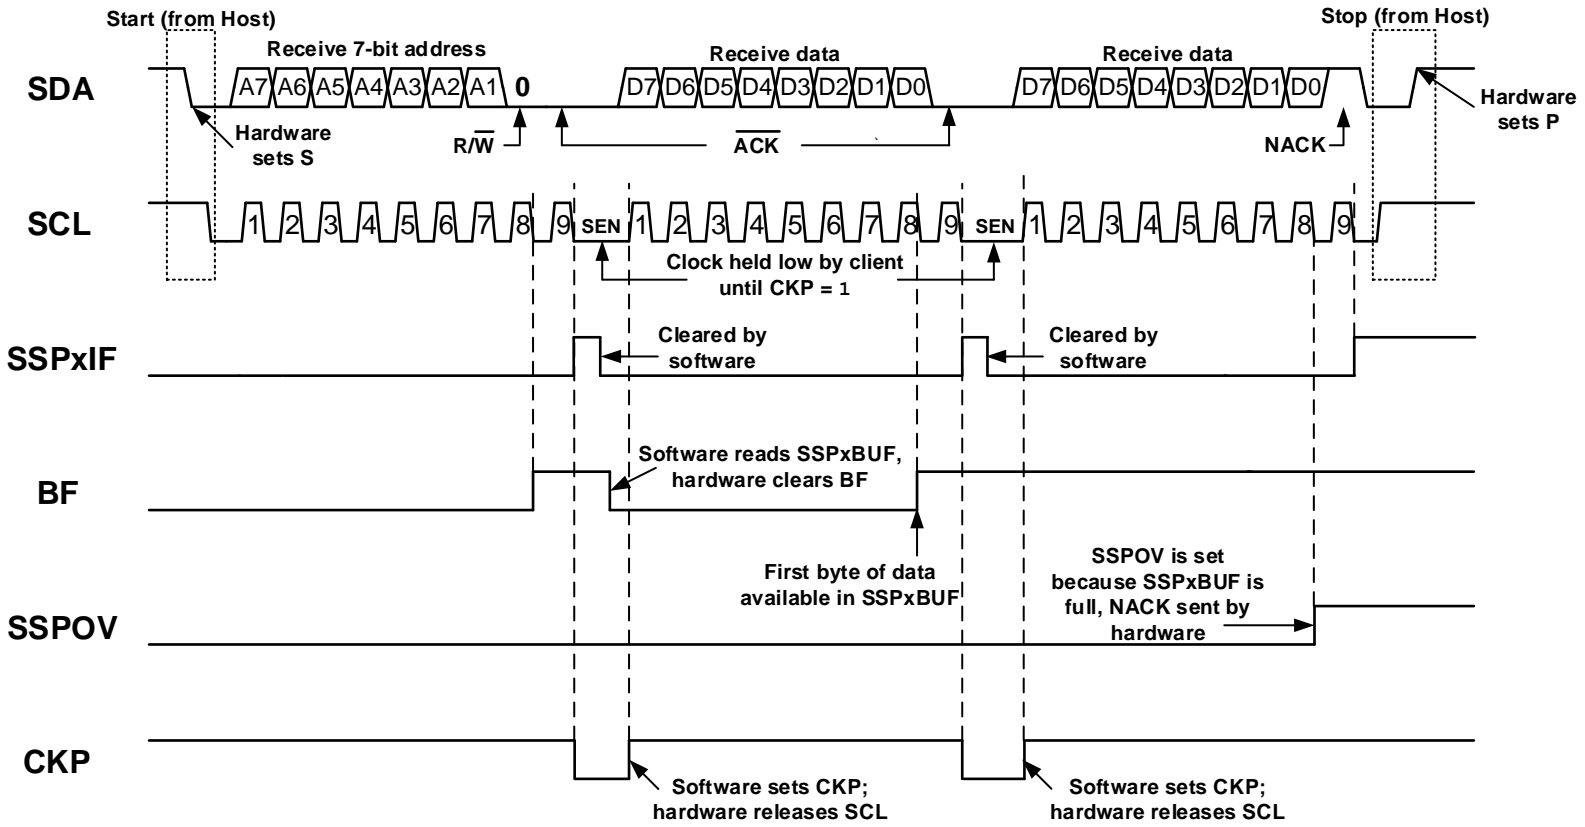 Start (from Host)
Stop (from Host)
Receive 7-bit address
Receive data
Receive data
SDA
A7 A6 A5 A4 A3 A2 A1 0
D7 D6 D5 D4 D3 D2 D1 D0
D7 D6 D5 D4 D3 D2 D1 D0
Hardware
sets S
R/W
ACK
NACK
Hardware
sets P
SCL
1 2 3 4 5 6 7 8 9 SEN 1 2 3 4 5 6 7 8 9 SEN 1 2 3 4 5 6 7 8 9
Clock held low by client
until CKP = 1
SSPxIF
Cleared by
software
Cleared by
software
BF
Software reads SSPxBUF,
hardware clears BF
First byte of data
available in SSPxBUF
SSPOV is set
because SSPxBUF is
full, NACK sent by
hardware
SSPOV
CKP
Software sets CKP;
hardware releases SCL
Software sets CKP;
hardware releases SCL